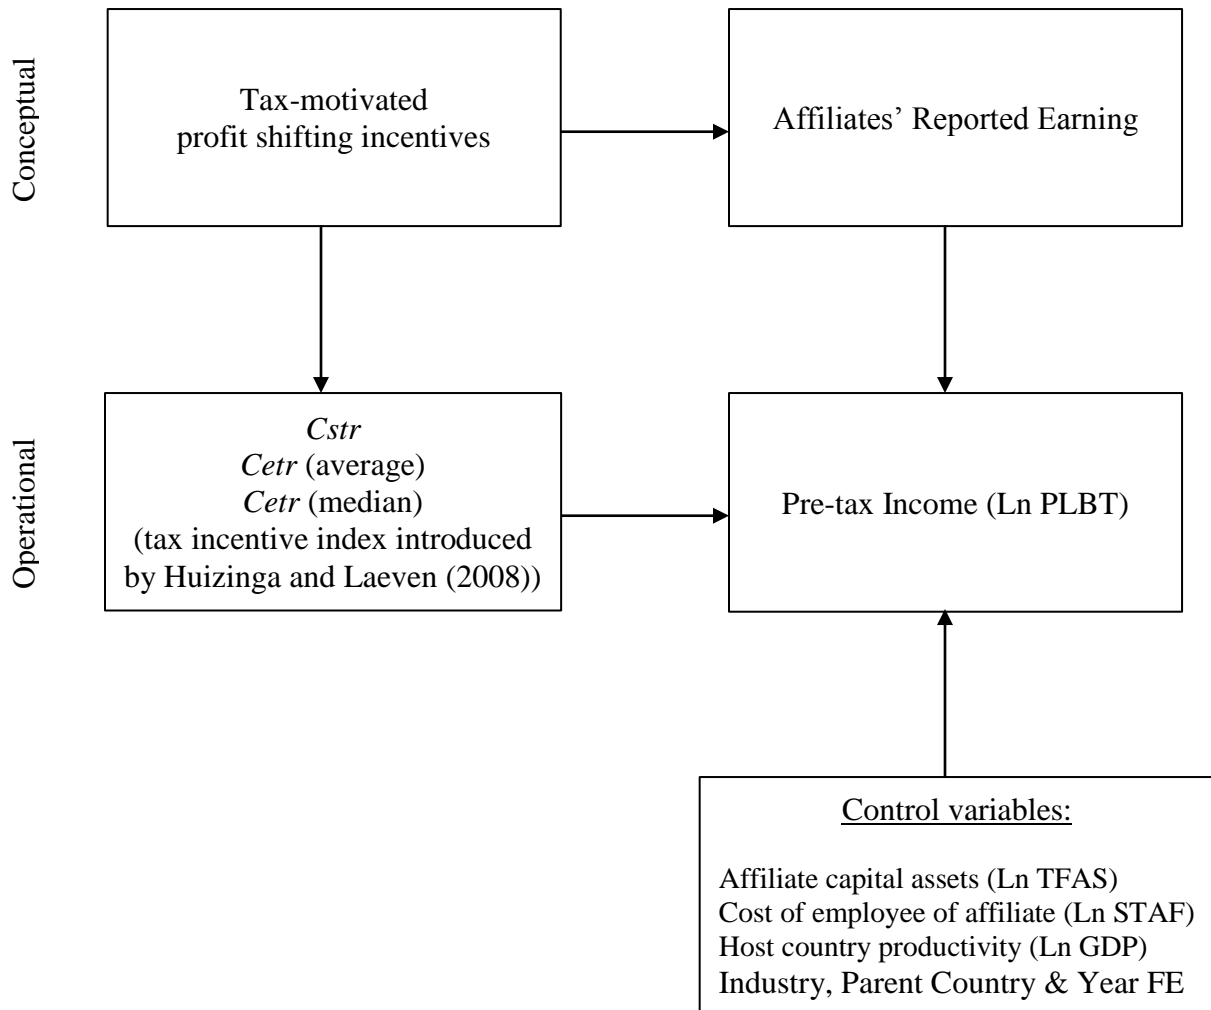 Conceptual
Tax-motivated
profit shifting incentives
Affiliates’ Reported Earning
Operational
Cstr
Cetr (average)
Cetr (median)
(tax incentive index introduced
by Huizinga and Laeven (2008))
Pre-tax Income (Ln PLBT)
Control variables:
Affiliate capital assets (Ln TFAS)
Cost of employee of affiliate (Ln STAF)
Host country productivity (Ln GDP)
Industry, Parent Country & Year FE